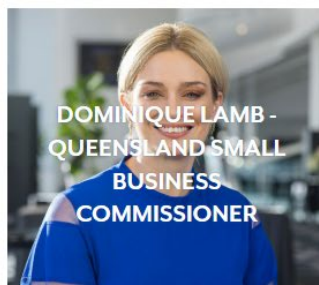 DOMINIQUE LAMB -
QUEENSLAND SMALL
BUSINESS
COMMISSIONER